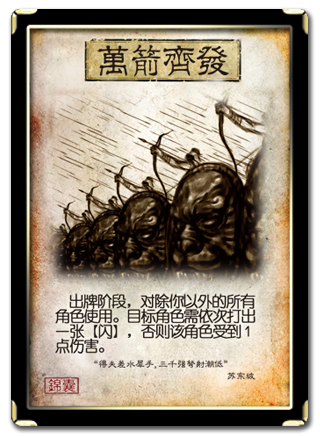 萬箭齊發
出牌阶段，对除你以外的所有
角色使用。目标角色需依次打出
一张【闪】，否则该角色受到1
点伤害。
“得夫差水犀手，三千强弩射潮低”
苏东坡
錦囊